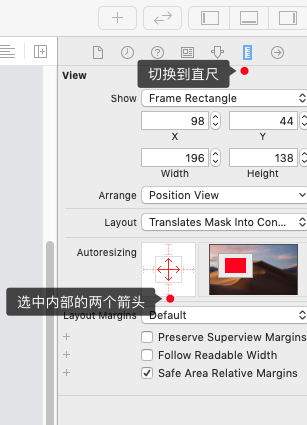 View
切换到直尺
Show Frame Rectangle
98 44
X Y
196 138
Width Height
Arrange Position View
Layout Translates Mask Into Con...
Autoresizing
选中内部的两个箭头
Layout Margins Default
Preserve Superview Margins
Follow Readable Width
Safe Area Relative Margins